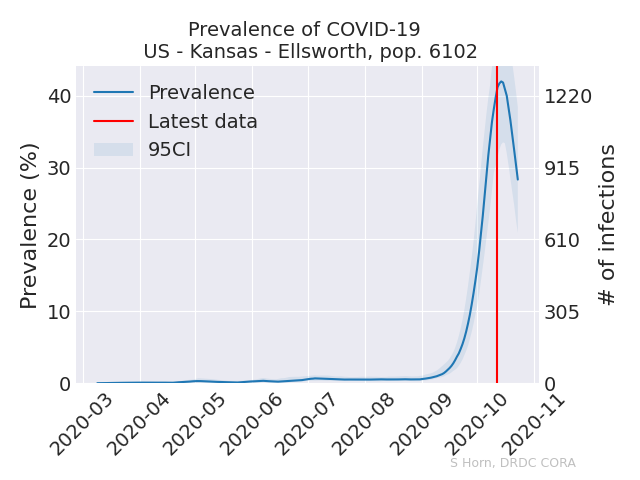 Prevalence of COVID-19
US - Kansas - Ellsworth, pop. 6102
Prevalence
Latest data
95CI
Prevalence (%)
40
30
20
10
0
# of infections
1220
915
610
305
0
2020-03
2020-04
2020-05
2020-06
2020-07
2020-08
2020-09
2020-10
2020-11
S Horn, DRDC CORA